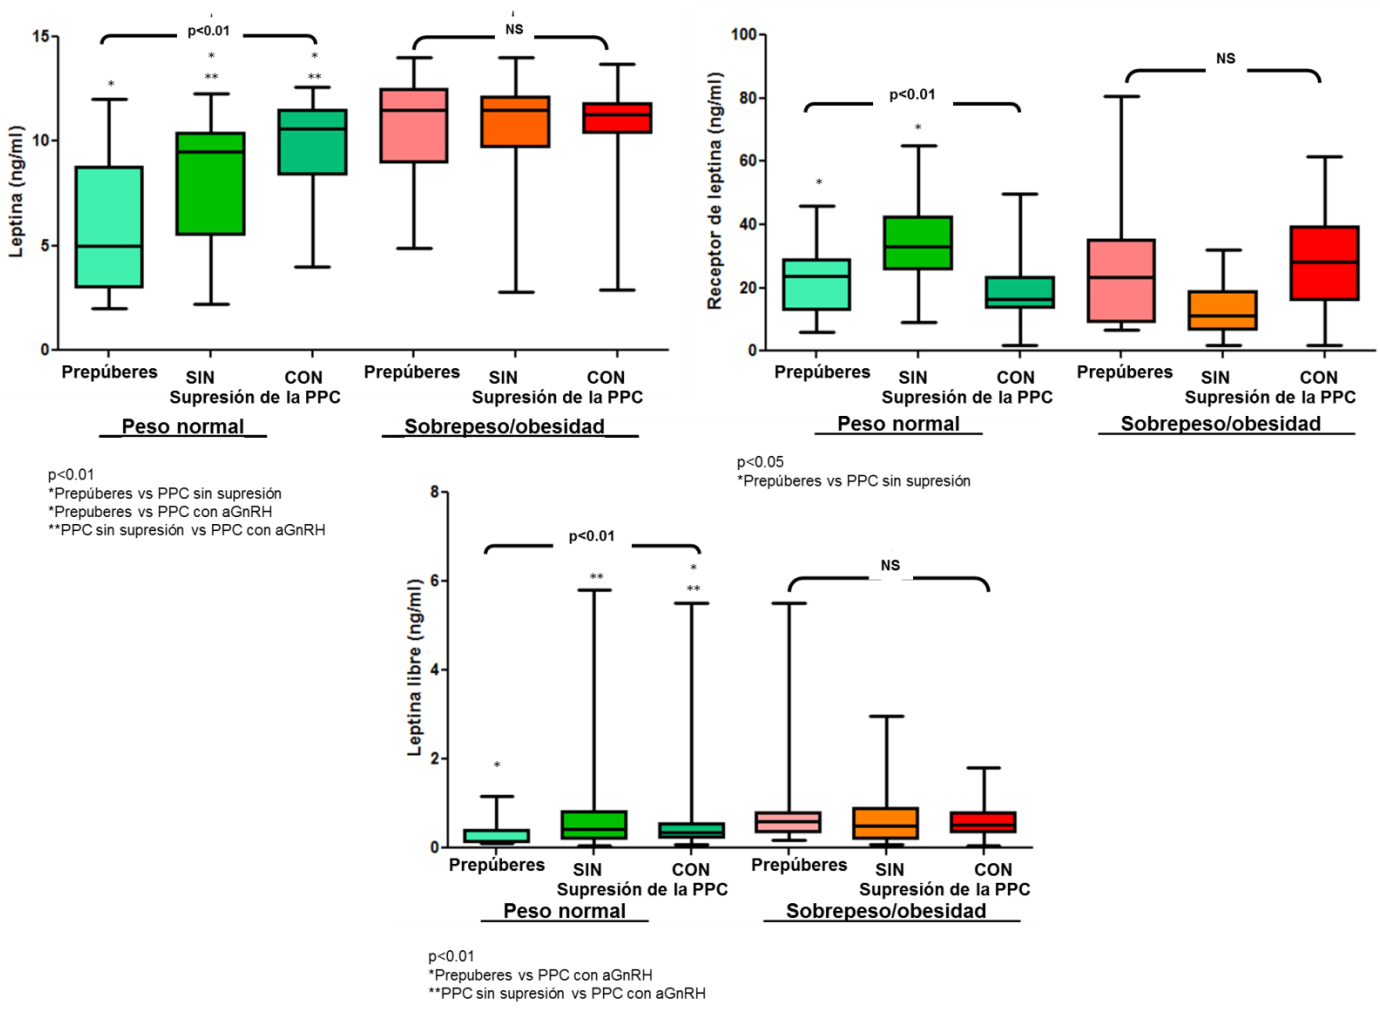 p<0.01
NS
*
*
**
*
**
15
10
5
0
Leptina (ng/ml)
Prepúberes
SIN
CON
Supresión de la PPC
Prepúberes
SIN
CON
Supresión de la PPC
Peso normal
Sobrepeso/obesidad
p<0.01
*Prepúberes vs PPC sin supresión
*Prepuberes vs PPC con aGnRH
**PPC sin supresión vs PPC con aGnRH
100
80
60
40
20
0
Receptor de leptina (ng/ml)
p<0.01
NS
*
*
Prepúberes
SIN
CON
Supresión de la PPC
Prepúberes
SIN
CON
Supresión de la PPC
Peso normal
Sobrepeso/obesidad
p<0.05
*Prepúberes vs PPC sin supresión
8
6
4
2
0
Leptina libre (ng/ml)
p<0.01
NS
*
**
*
**
Prepúberes
SIN
CON
Supresión de la PPC
Prepúberes
SIN
CON
Supresión de la PPC
Peso normal
Sobrepeso/obesidad
p<0.01
*Prepuberes vs PPC con aGnRH
**PPC sin supresión vs PPC con aGnRH